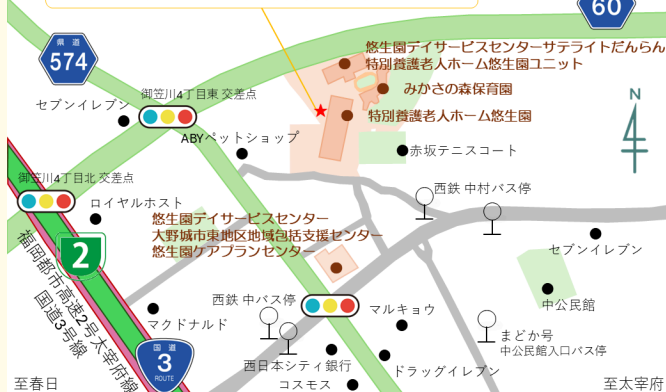 60
県道
574
悠生園デイサービスセンターサテライトだんらん
特別養護老人ホーム悠生園ユニット
御笠川4丁目東 交差点
みかさの森保育園
セブンイレブン
特別養護老人ホーム悠生園
N
4
ABYペットショップ
赤坂テニスコート
御笠川4丁目北 交差点
西鉄 中村バス停
ロイヤルホスト
悠生園デイサービスセンター
大野城市東地区地域包括支援センター
悠生園ケアプランセンター
2
福岡都市高速2号太宰府線
国道3号線
セブンイレブン
中公民館
西鉄 中バス停
マルキョウ
マクドナルド
まどか号
中公民館入口バス停
国道
3
ROUTE
西日本シティ銀行
ドラッグイレブン
コスモス
至春日
至太宰府